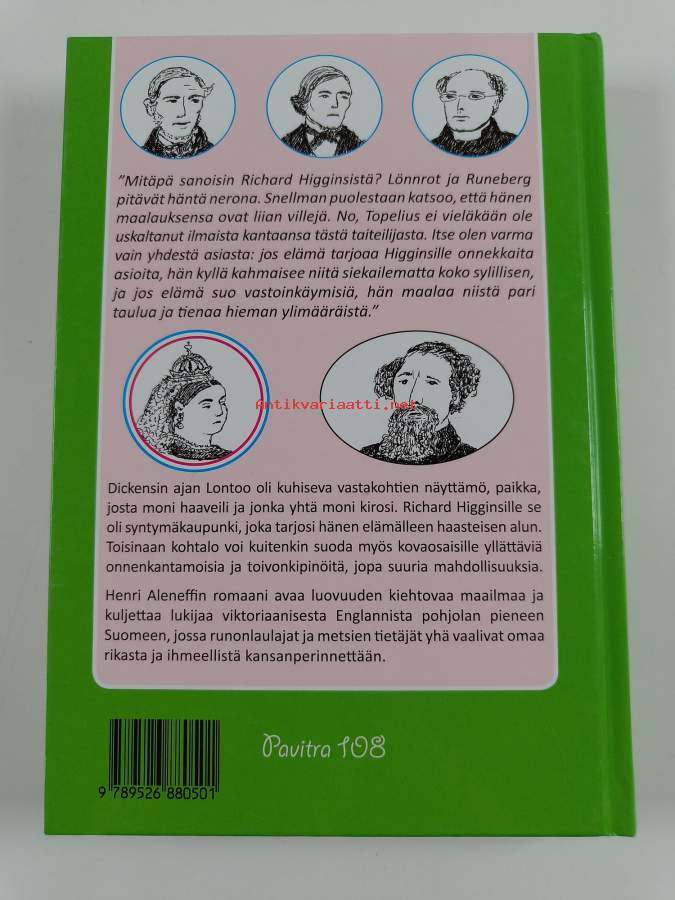 ”Mitäpä sanoisin Richard Higginsistä? Lönnrot ja Runeberg
pitävät häntä nerona. Snellman puolestaan katsoo, että hänen
maalauksensa ovat liian villejä. No, Topelius ei vieläkään ole
uskaltanut ilmaista kantaansa tästä taiteilijasta. Itse olen varma
vain yhdestä asiasta: jos elämä tarjoaa Higginsille onnekkaita
asioita, hän kyllä kahmaisee niitä siekailematta koko sylillisen,
ja jos elämä suo vastoinkäymisiä, hän maalaa niistä pari
taulua ja tienaa hieman ylimääräistä.”
Antikvariaatti.net
Dickensin ajan Lontoo oli kuhiseva vastakohtien näyttämö, paikka,
josta moni haaveili ja jonka yhtä moni kirosi. Richard Higginsille se
oli syntymäkaupunki, joka tarjosi hänen elämälleen haasteisen alun.
Toisinaan kohtalo voi kuitenkin suoda myös kovaosaisille yllättäviä
onnenkantamoisia ja toivonkipinöitä, jopa suuria mahdollisuuksia.
Henri Aleneffin romaani avaa luovuuden kiehtovaa maailmaa ja
kuljettaa lukijaa viktoriaanisesta Englannista pohjolan pieneen
Suomeen, jossa runonlaulajat ja metsien tietäjät yhä vaalivat omaa
rikasta ja ihmeellistä kansanperinnettään.
Pavitra 108
9 789526 880501